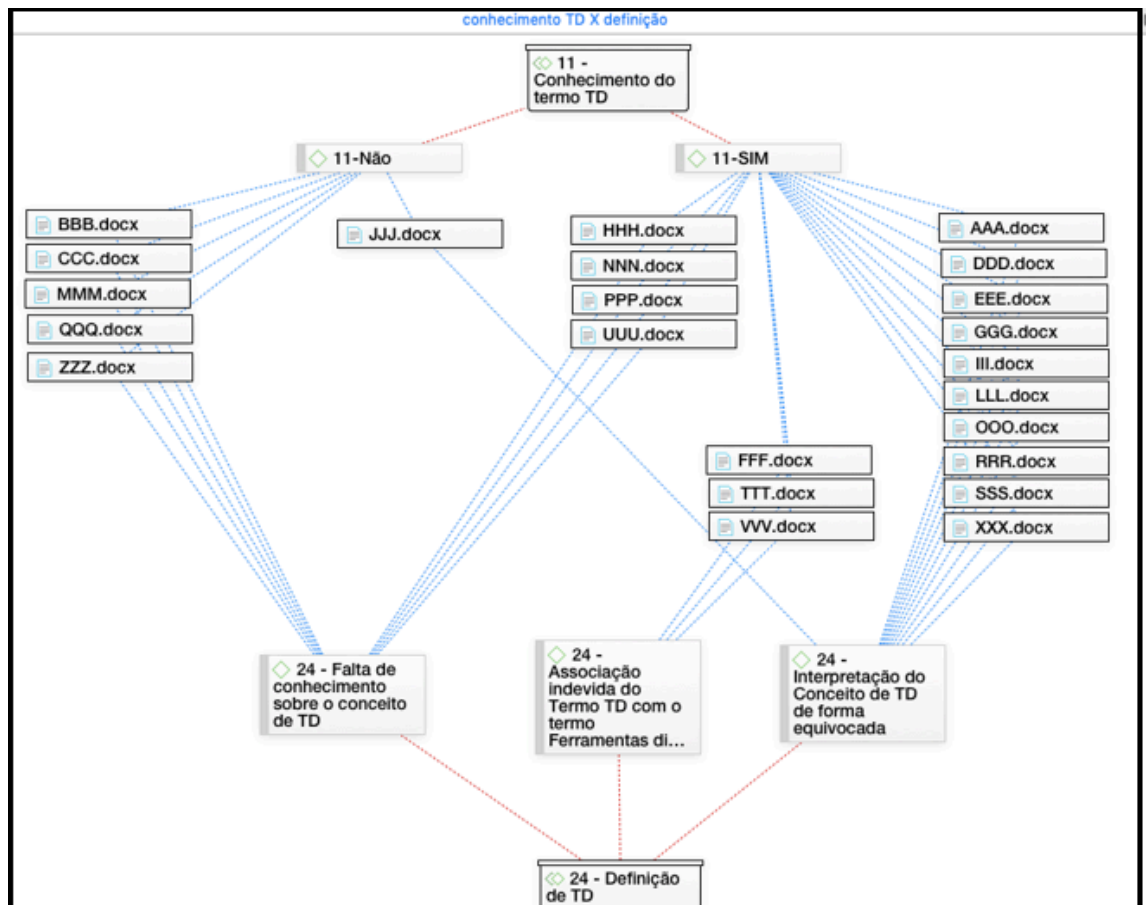 conhecimento TD X definição
11 -
Conhecimento do
termo TD
11-Não
11-SIM
BBB.docx
CCC.docx
MMM.docx
QQQ.docx
ZZZ.docx
JJJ.docx
HHH.docx
NNN.docx
PPP.docx
UUU.docx
AAA.docx
DDD.docx
EEE.docx
GGG.docx
III.docx
LLL.docx
OOO.docx
RRR.docx
SSS.docx
XXX.docx
FFF.docx
TTT.docx
VVV.docx
24 - Falta de
conhecimento
sobre o conceito
de TD
24 -
Associação
indevida do
Termo TD com o
termo
Ferramentas di...
24 -
Interpretação do
Conceito de TD
de forma
equivocada
24 - Definição
de TD